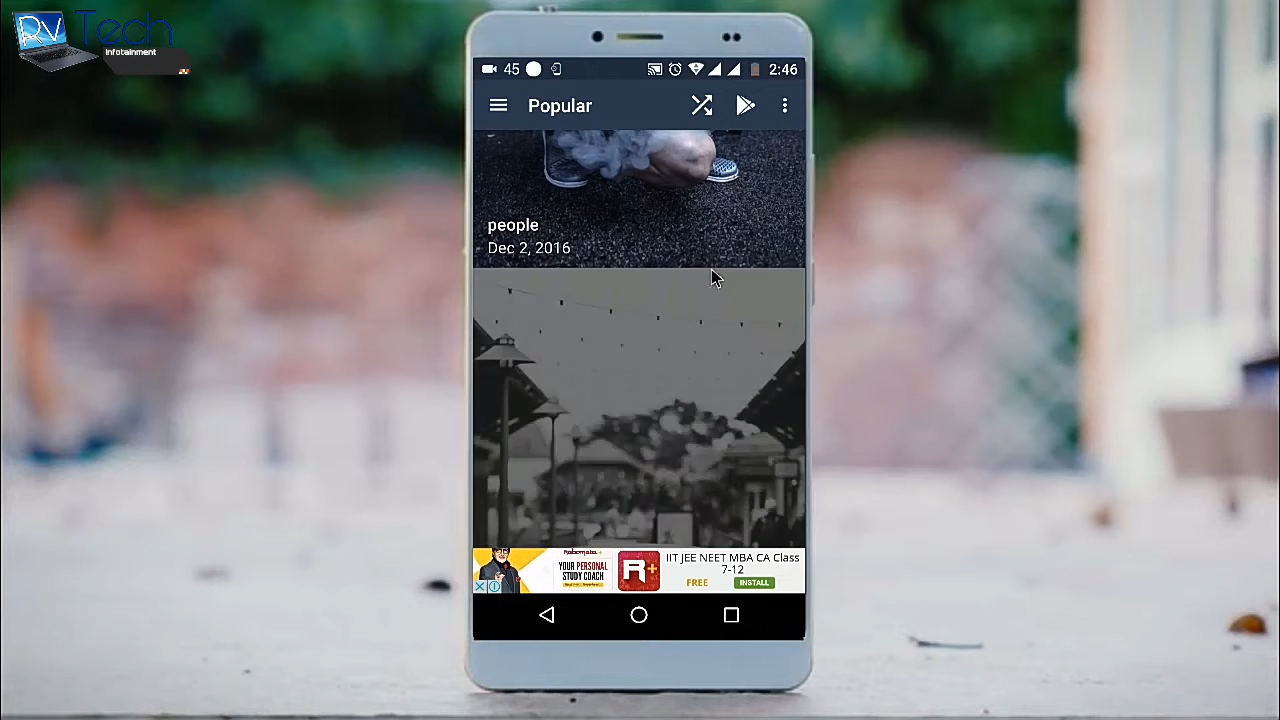 RV Tech
Infotainment
45
2:46
Popular
people
Dec 2, 2016
Robomate+
YOUR PERSONAL
STUDY COACH
R+
IIT JEE NEET MBA CA Class
7-12
FREE
INSTALL